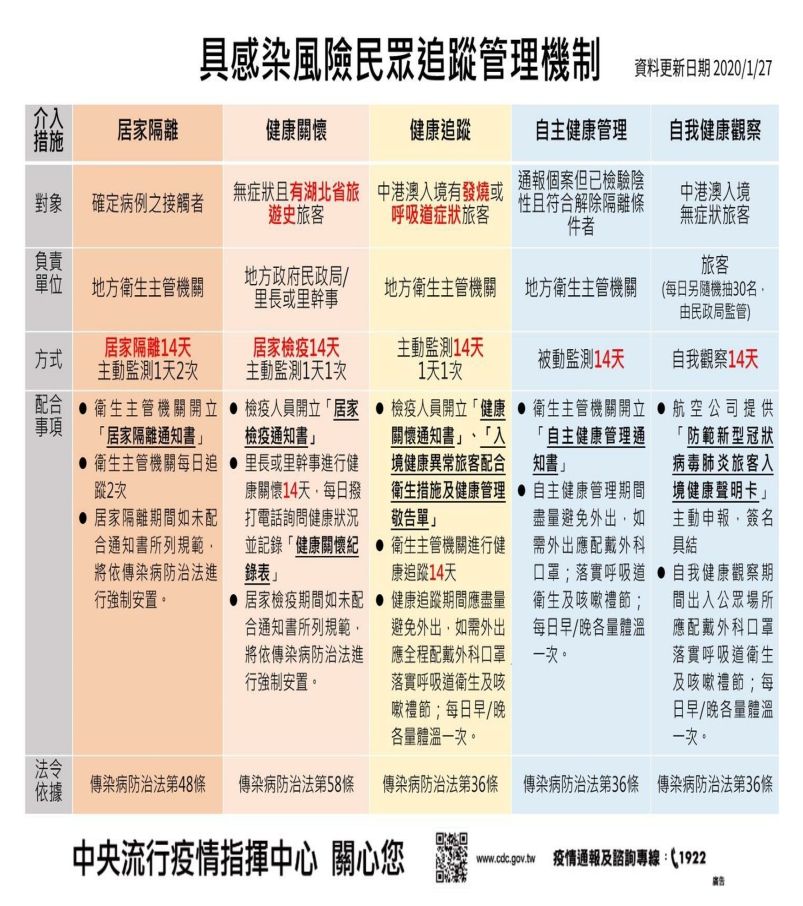 具感染風險民眾追蹤管理機制
資料更新日期 2020/1/27
介入
措施
居家隔離
健康關懷
健康追蹤
自主健康管理
自我健康觀察
對象
確定病例之接觸者
無症狀且有湖北省旅
遊史旅客
中港澳入境有發燒或
呼吸道症狀旅客
通報個案但已檢驗陰
性且符合解除隔離條
件者
中港澳入境
無症狀旅客
負責
單位
地方衛生主管機關
地方政府民政局/
里長或里幹事
地方衛生主管機關
地方衛生主管機關
旅客
(每日另隨機抽30名，
由民政局監管)
方式
居家隔離14天
主動監測1天2次
居家檢疫14天
主動監測1天1次
主動監測14天
1天1次
被動監測14天
自我觀察14天
配合
事項
● 衛生主管機關開立
「居家隔離通知書」
● 衛生主管機關每日追
蹤2次
● 居家隔離期間如未配
合通知書所列規範，
將依傳染病防治法進
行強制安置。
● 檢疫人員開立「居家
檢疫通知書」
● 里長或里幹事進行健
康關懷14天，每日撥
打電話詢問健康狀況
並記錄「健康關懷紀
錄表」
● 居家檢疫期間如未配
合通知書所列規範，
將依傳染病防治法進
行強制安置。
● 檢疫人員開立「健康
關懷通知書」、「入
境健康異常旅客配合
衛生措施及健康管理
敬告單」
● 衛生主管機關進行健
康追蹤14天
● 健康追蹤期間應盡量
避免外出，如需外出
應全程配戴外科口罩，
落實呼吸道衛生及咳
嗽禮節；每日早/晚
各量體溫一次。
● 衛生主管機關開立
「自主健康管理通
知書」
● 自主健康管理期間
盡量避免外出，如
需外出應配戴外科
口罩；落實呼吸道
衛生及咳嗽禮節；
每日早/晚各量體溫
一次。
● 航空公司提供
「防範新型冠狀
病毒肺炎旅客入
境健康聲明卡」
主動申報，簽名
具結
● 自我健康觀察期
間出入公眾場所
應配戴外科口罩
落實呼吸道衛生
及咳嗽禮節；每
日早/晚各量體溫
一次。
法令
依據
傳染病防治法第48條
傳染病防治法第58條
傳染病防治法第36條
傳染病防治法第36條
傳染病防治法第36條
中央流行疫情指揮中心 關心您
www.cdc.gov.tw
疫情通報及諮詢專線：1922
廣告